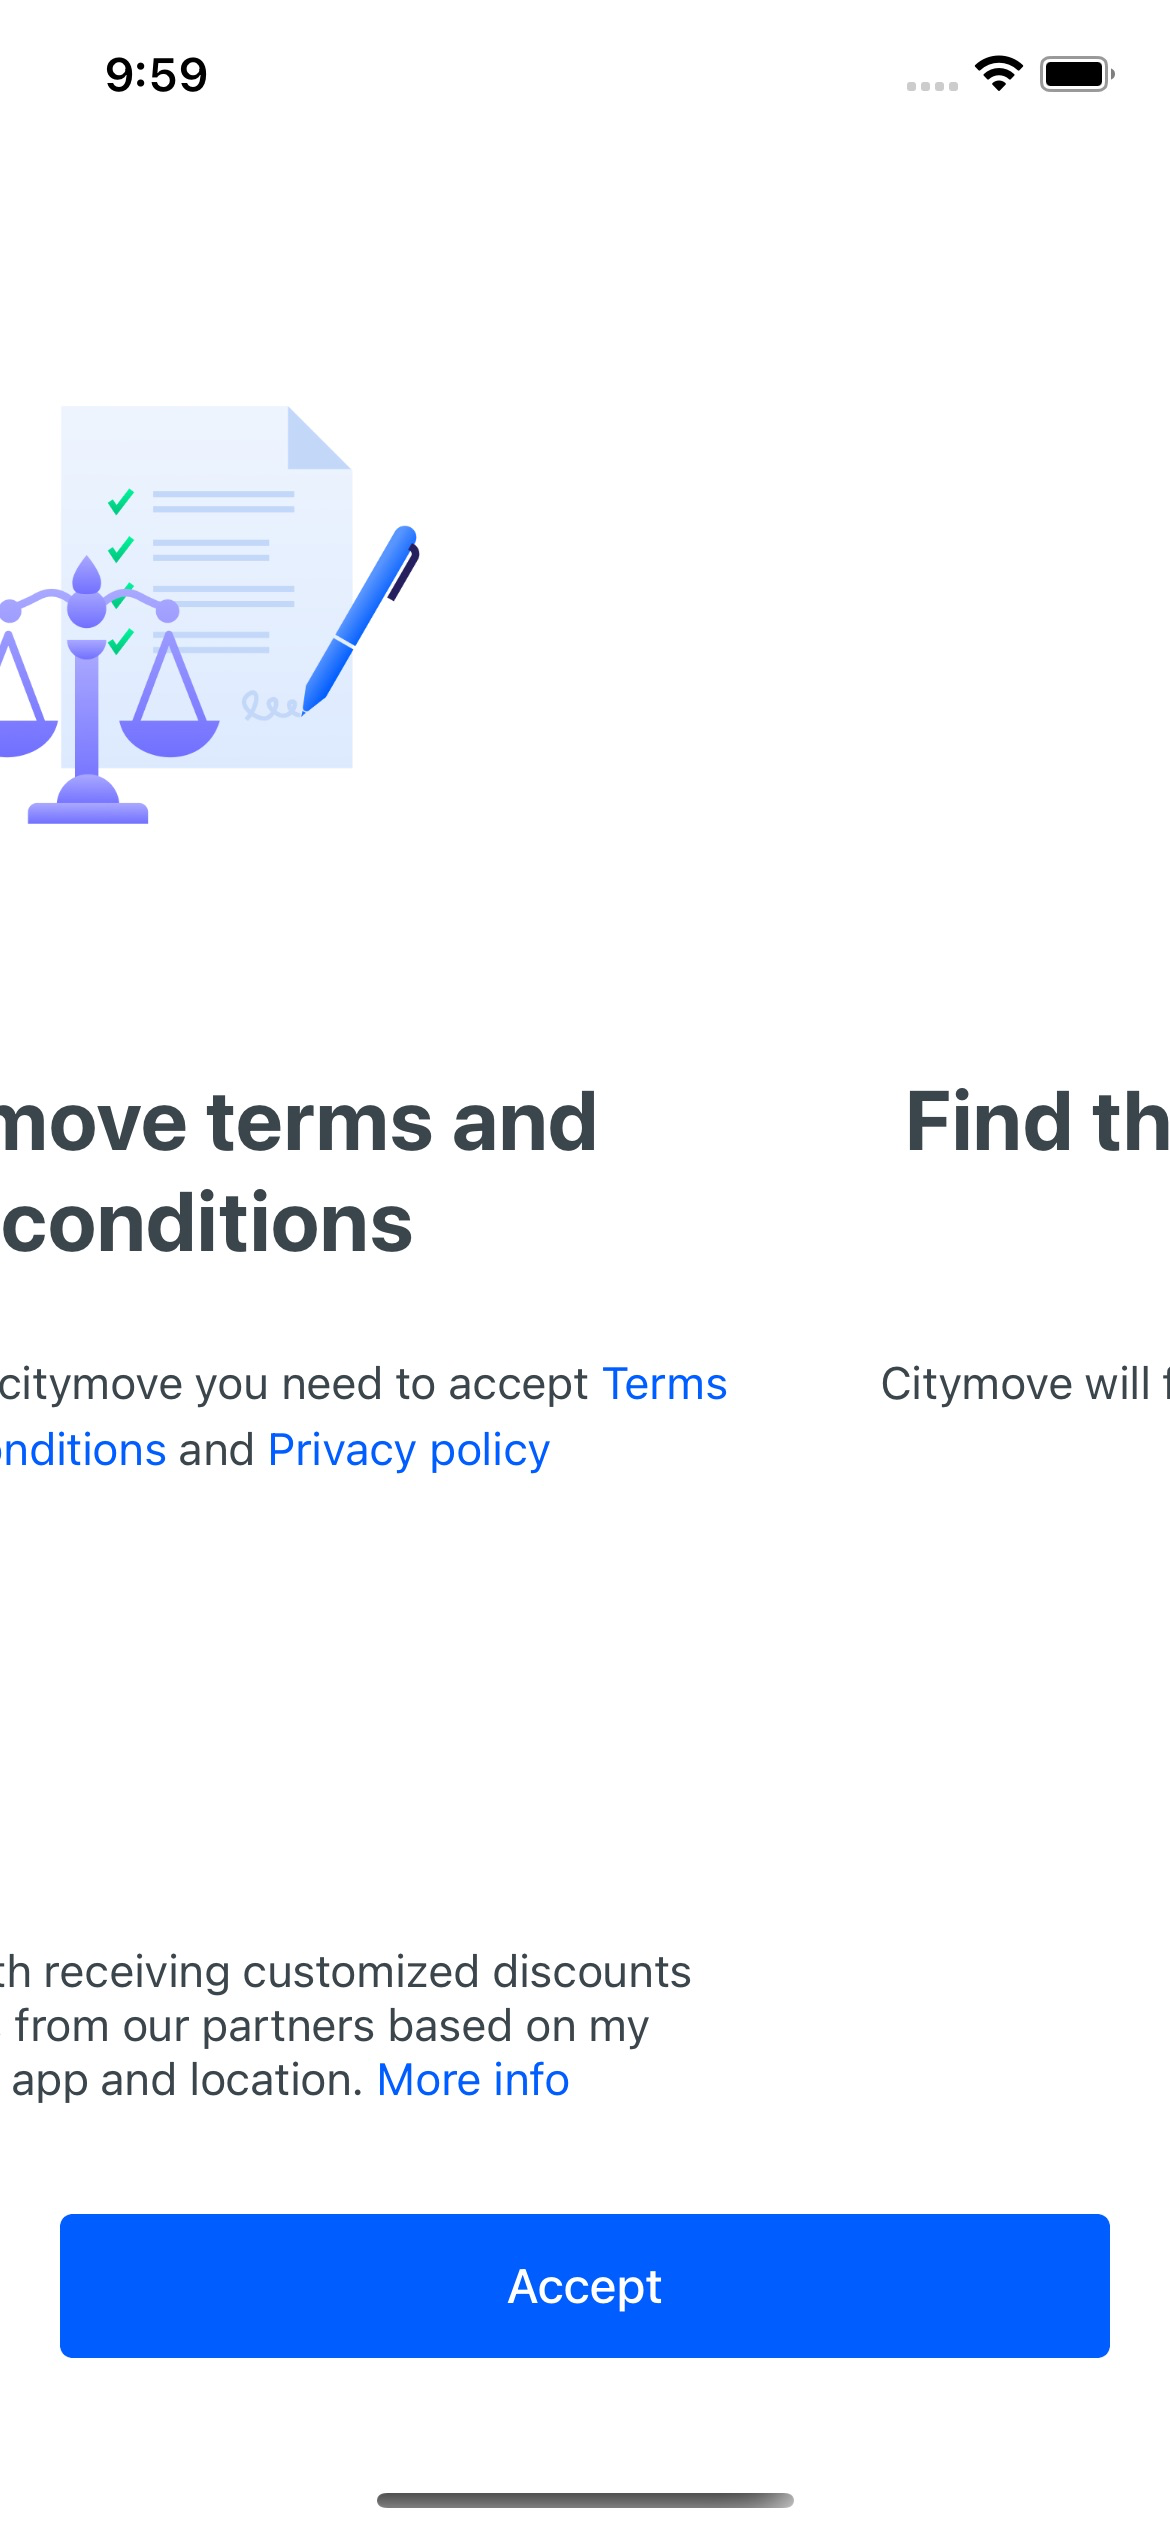 9:59
move terms and
conditions
Find th
citymove you need to accept Terms
onditions and Privacy policy
Citymove will f
th receiving customized discounts
from our partners based on my
app and location. More info
Accept